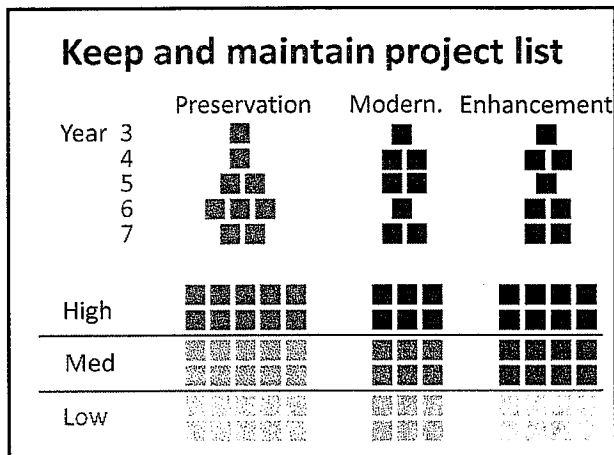 Keep and maintain project list
Preservation Modern. Enhancement
Year 3
4
5
6
7
High
Med
Low